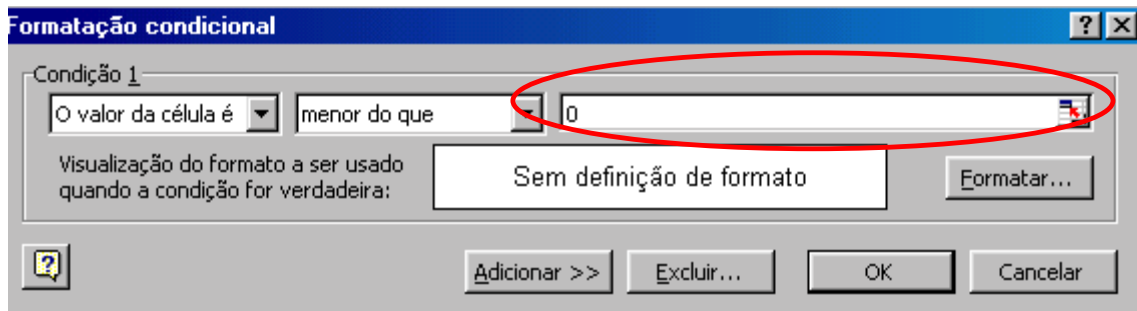 Formatação condicional
Condição 1
O valor da célula é menor do que 0
Visualização do formato a ser usado
quando a condição for verdadeira:
Sem definição de formato
Formatar...
Adicionar >> Excluir... OK Cancelar